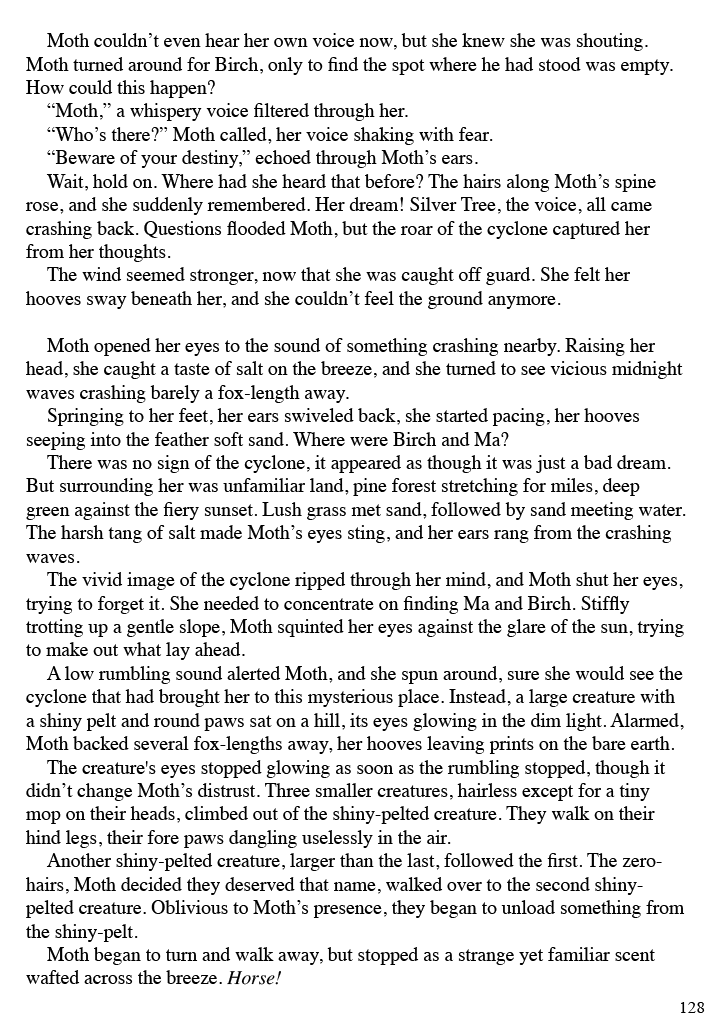 Moth couldn’t even hear her own voice now, but she knew she was shouting.
Moth turned around for Birch, only to find the spot where he had stood was empty.
How could this happen?
“Moth,” a whispery voice filtered through her.
“Who’s there?” Moth called, her voice shaking with fear.
“Beware of your destiny,” echoed through Moth’s ears.
Wait, hold on. Where had she heard that before? The hairs along Moth’s spine
rose, and she suddenly remembered. Her dream! Silver Tree, the voice, all came
crashing back. Questions flooded Moth, but the roar of the cyclone captured her
from her thoughts.
The wind seemed stronger, now that she was caught off guard. She felt her
hooves sway beneath her, and she couldn’t feel the ground anymore.
Moth opened her eyes to the sound of something crashing nearby. Raising her
head, she caught a taste of salt on the breeze, and she turned to see vicious midnight
waves crashing barely a fox-length away.
Springing to her feet, her ears swiveled back, she started pacing, her hooves
seeping into the feather soft sand. Where were Birch and Ma?
There was no sign of the cyclone, it appeared as though it was just a bad dream.
But surrounding her was unfamiliar land, pine forest stretching for miles, deep
green against the fiery sunset. Lush grass met sand, followed by sand meeting water.
The harsh tang of salt made Moth’s eyes sting, and her ears rang from the crashing
waves.
The vivid image of the cyclone ripped through her mind, and Moth shut her eyes,
trying to forget it. She needed to concentrate on finding Ma and Birch. Stiffly
trotting up a gentle slope, Moth squinted her eyes against the glare of the sun, trying
to make out what lay ahead.
A low rumbling sound alerted Moth, and she spun around, sure she would see the
cyclone that had brought her to this mysterious place. Instead, a large creature with
a shiny pelt and round paws sat on a hill, its eyes glowing in the dim light. Alarmed,
Moth backed several fox-lengths away, her hooves leaving prints on the bare earth.
The creature's eyes stopped glowing as soon as the rumbling stopped, though it
didn’t change Moth’s distrust. Three smaller creatures, hairless except for a tiny
mop on their heads, climbed out of the shiny-pelted creature. They walk on their
hind legs, their fore paws dangling uselessly in the air.
Another shiny-pelted creature, larger than the last, followed the first. The zero-
hairs, Moth decided they deserved that name, walked over to the second shiny-
pelted creature. Oblivious to Moth’s presence, they began to unload something from
the shiny-pelt.
Moth began to turn and walk away, but stopped as a strange yet familiar scent
wafted across the breeze. Horse!
128